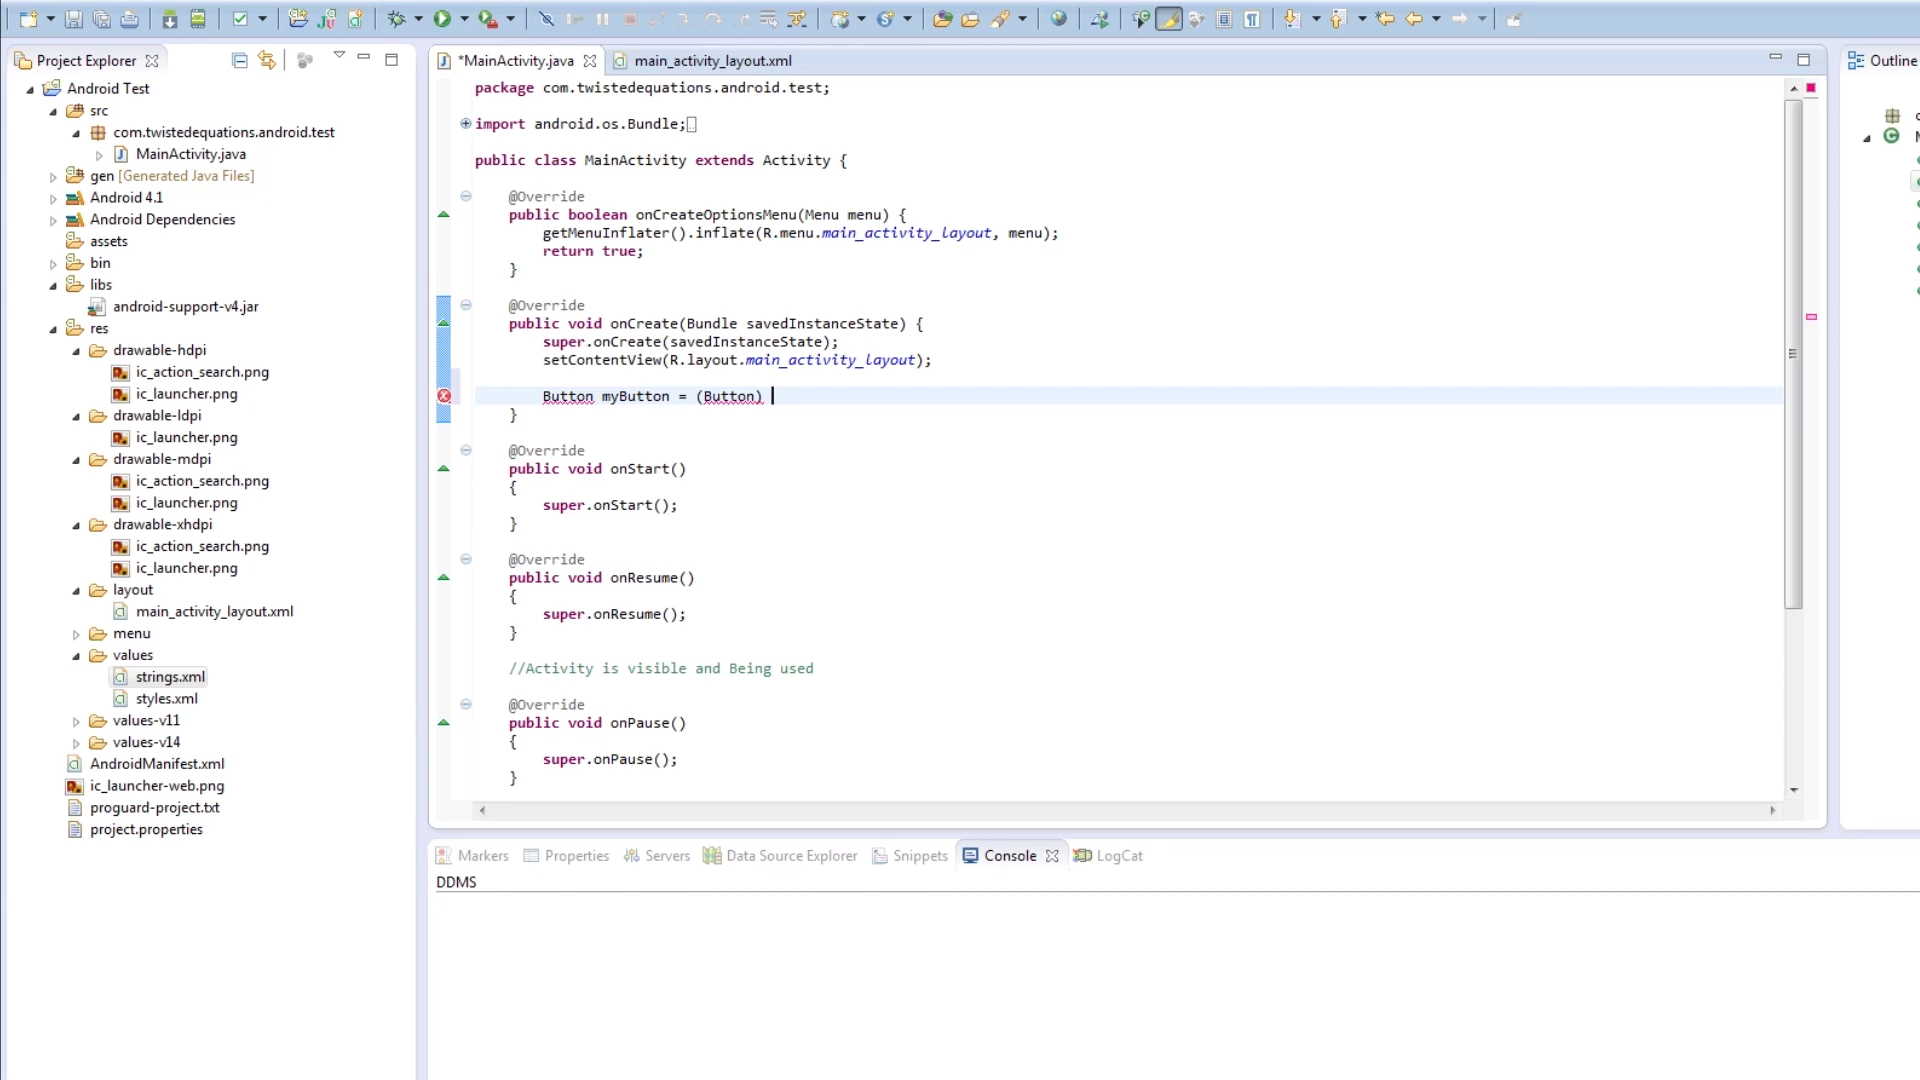 Project Explorer
Android Test
src
com.twistedequations.android.test
MainActivity.java
gen [Generated Java Files]
Android 4.1
Android Dependencies
assets
bin
libs
android-support-v4.jar
res
drawable-hdpi
ic_action_search.png
ic_launcher.png
drawable-ldpi
ic_launcher.png
drawable-mdpi
ic_action_search.png
ic_launcher.png
drawable-xhdpi
ic_action_search.png
ic_launcher.png
layout
main_activity_layout.xml
menu
values
strings.xml
styles.xml
values-v11
values-v14
AndroidManifest.xml
ic_launcher-web.png
proguard-project.txt
project.properties
*MainActivity.java
main_activity_layout.xml
package com.twistedequations.android.test;
import android.os.Bundle;
public class MainActivity extends Activity {
@Override
public boolean onCreateOptionsMenu(Menu menu) {
getMenuInflater().inflate(R.menu.main_activity_layout, menu);
return true;
}
@Override
public void onCreate(Bundle savedInstanceState) {
super.onCreate(savedInstanceState);
setContentView(R.layout.main_activity_layout);
Button myButton = (Button)
}
@Override
public void onStart()
{
super.onStart();
}
@Override
public void onResume()
{
super.onResume();
}
//Activity is visible and Being used
@Override
public void onPause()
{
super.onPause();
}
Outline
Markers
Properties
Servers
Data Source Explorer
Snippets
Console
LogCat
DDMS